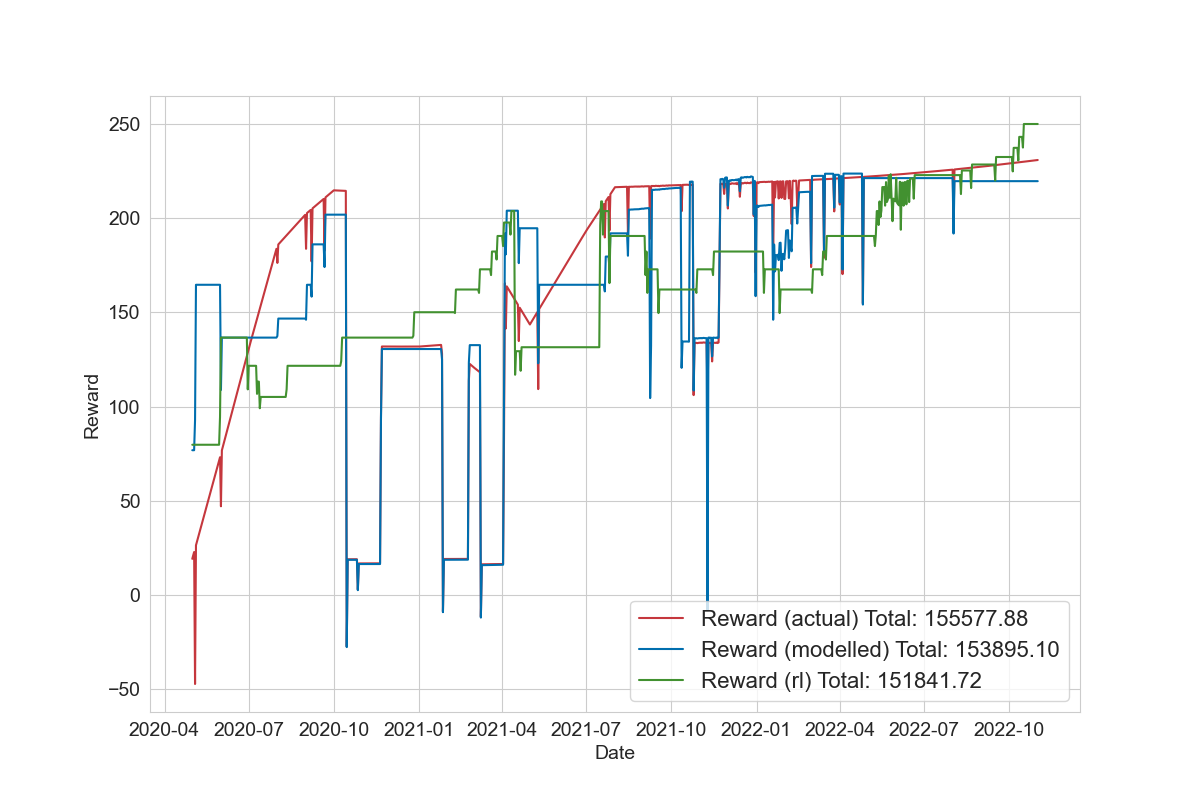 250
200
150
100
50
0
−50
Reward
2020-04 2020-07 2020-10 2021-01 2021-04 2021-07 2021-10 2022-01 2022-04 2022-07 2022-10
Date
Reward (actual) Total: 155577.88
Reward (modelled) Total: 153895.10
Reward (rl) Total: 151841.72